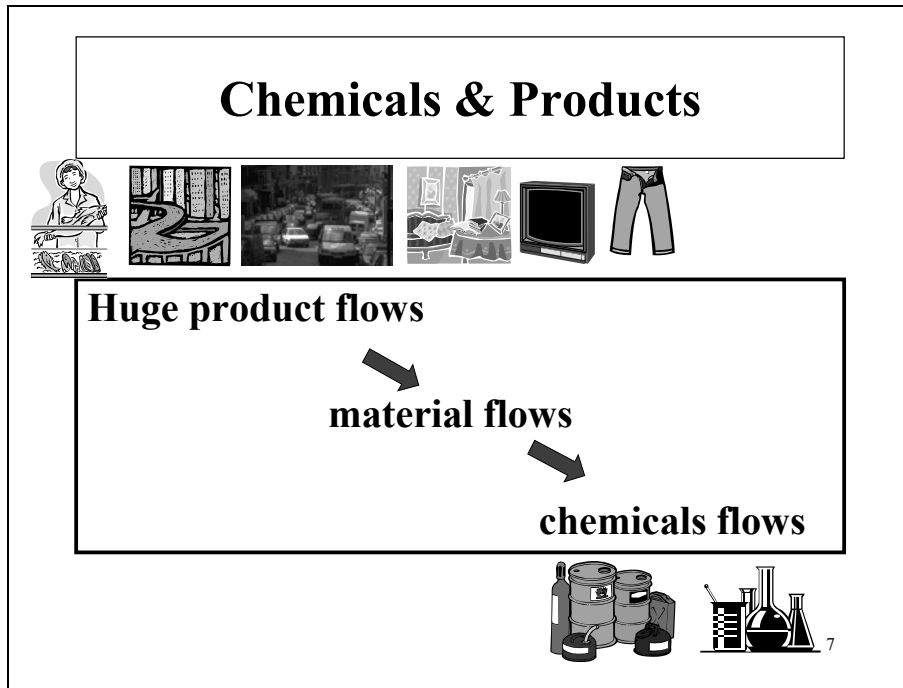 Chemicals & Products
Huge product flows
material flows
chemicals flows
7